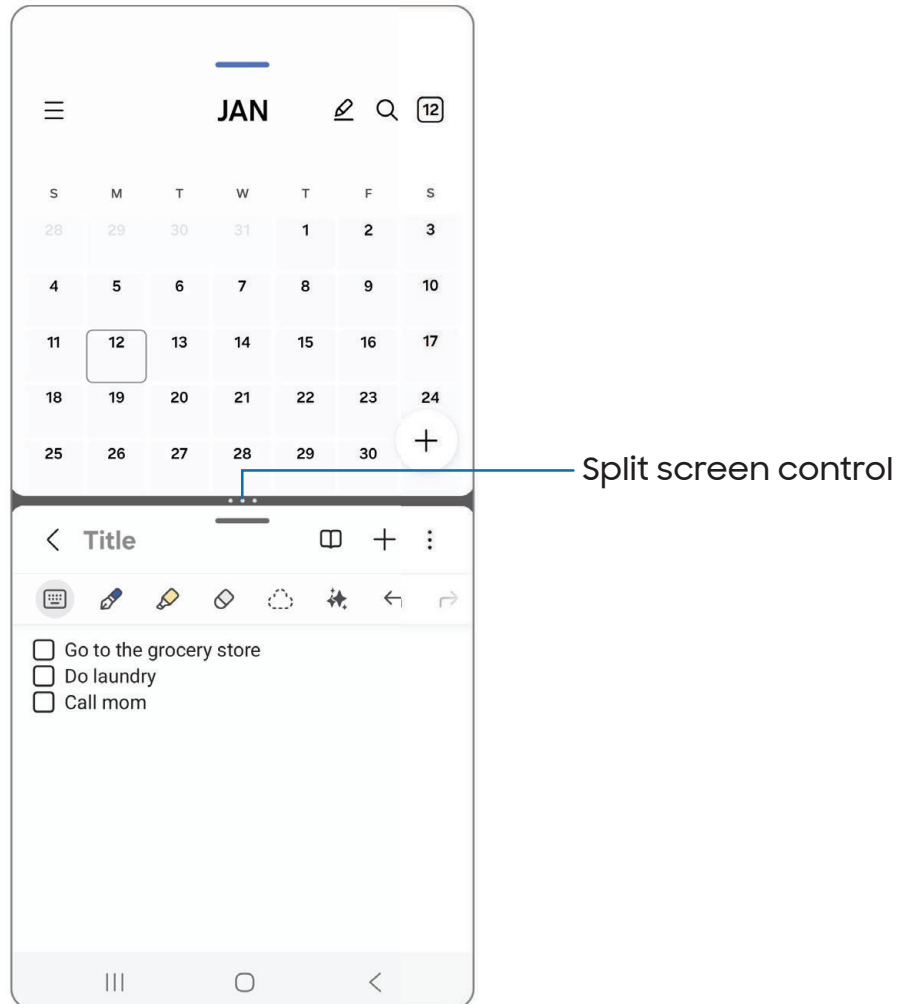 JAN 12
S M T W T F S
28 29 30 31 1 2 3
4 5 6 7 8 9 10
11 12 13 14 15 16 17
18 19 20 21 22 23 24
25 26 27 28 29 30
Split screen control
Title
Go to the grocery store
Do laundry
Call mom